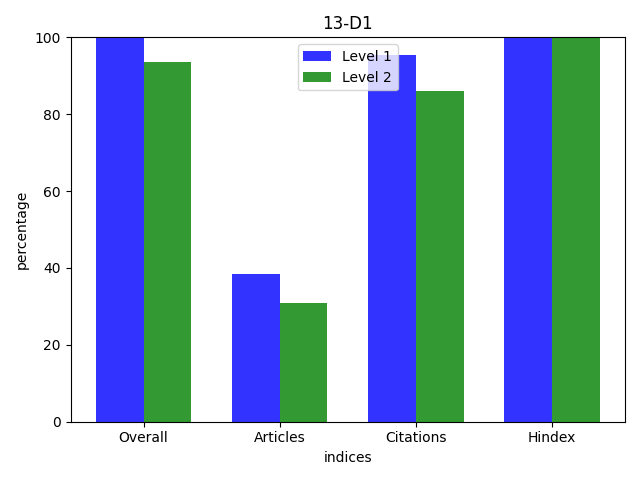 13-D1
Level 1
Level 2
percentage
100
80
60
40
20
0
Overall Articles Citations Hindex
indices